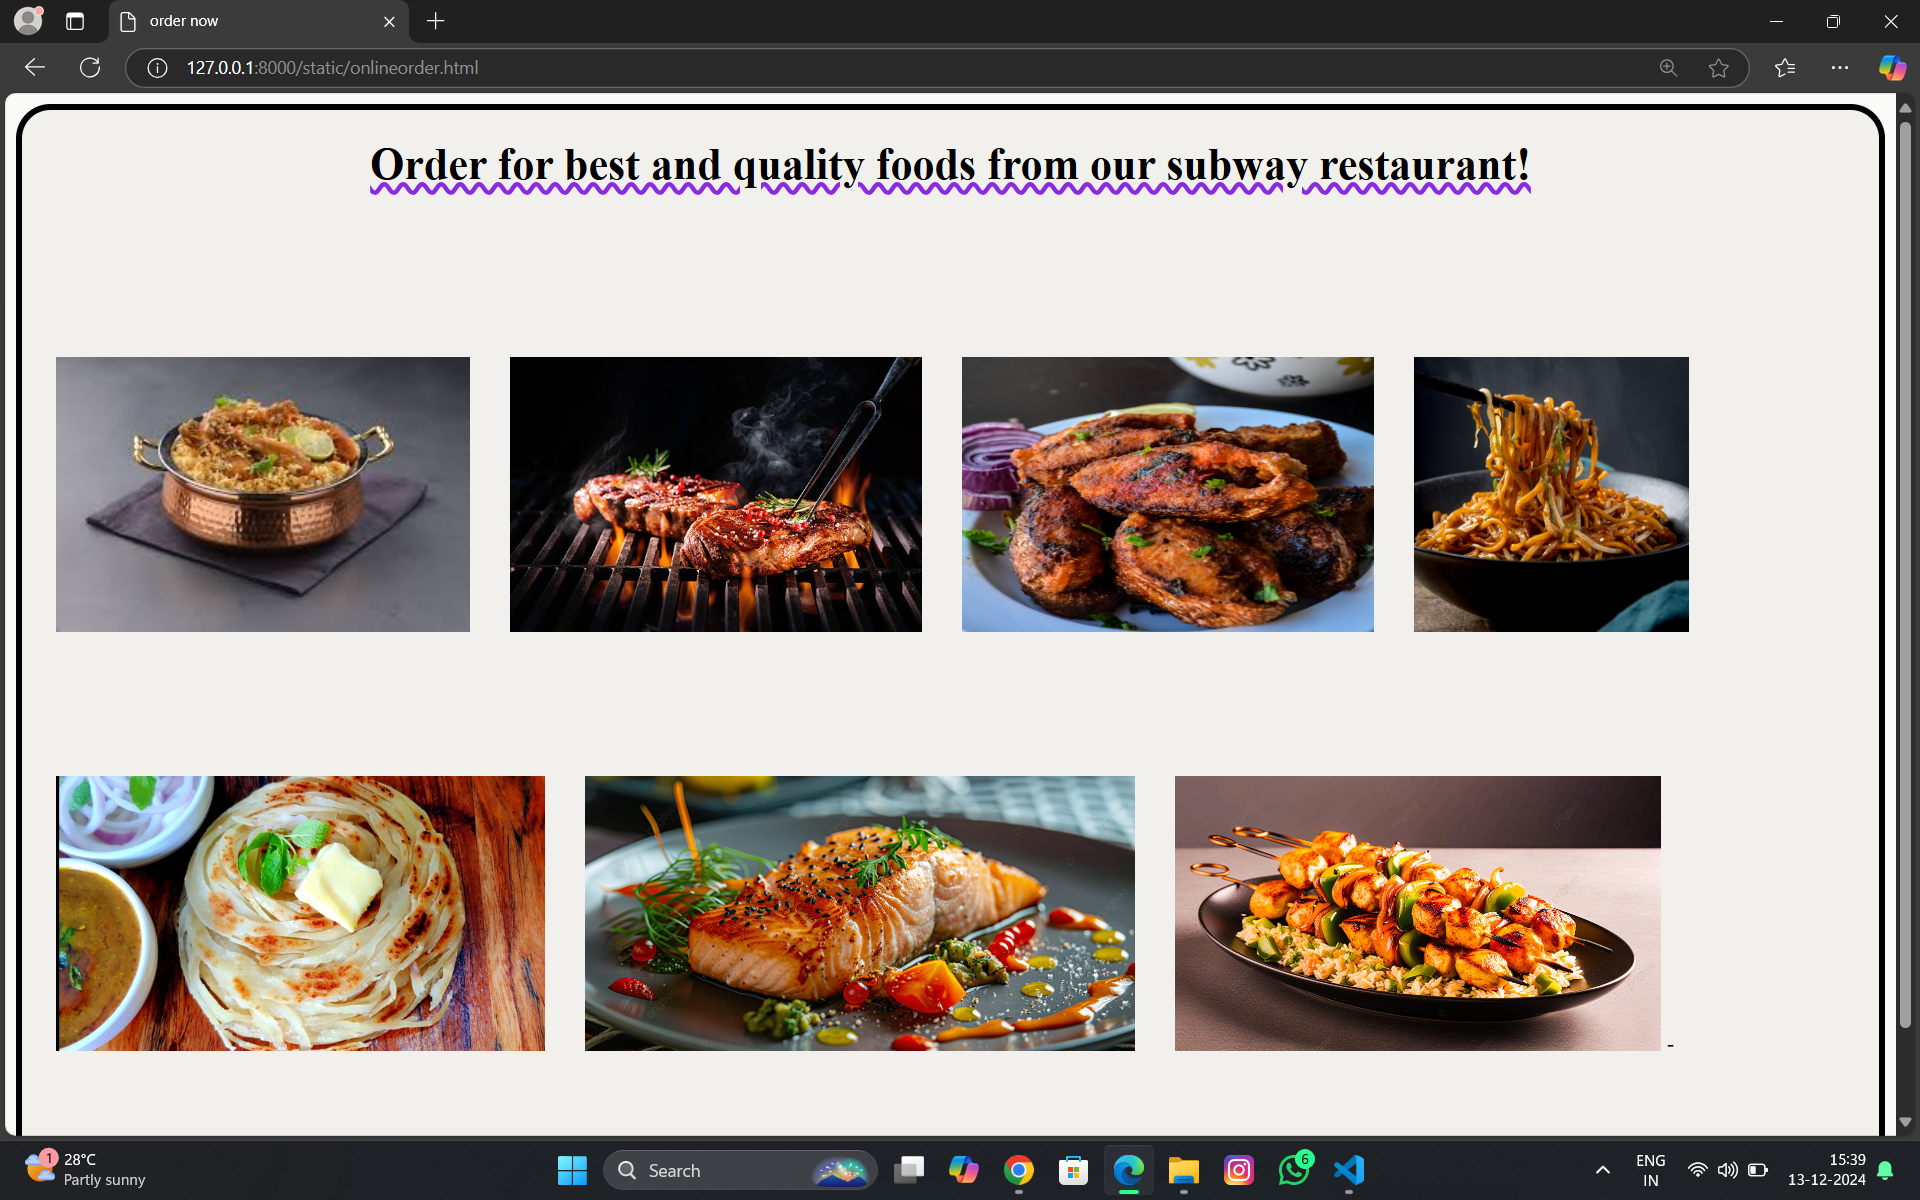 order now
127.0.0.1:8000/static/onlineorder.html
Order for best and quality foods from our subway restaurant!
-
1
28°C
Partly sunny
Search
6
ENG
IN
15:39
13-12-2024